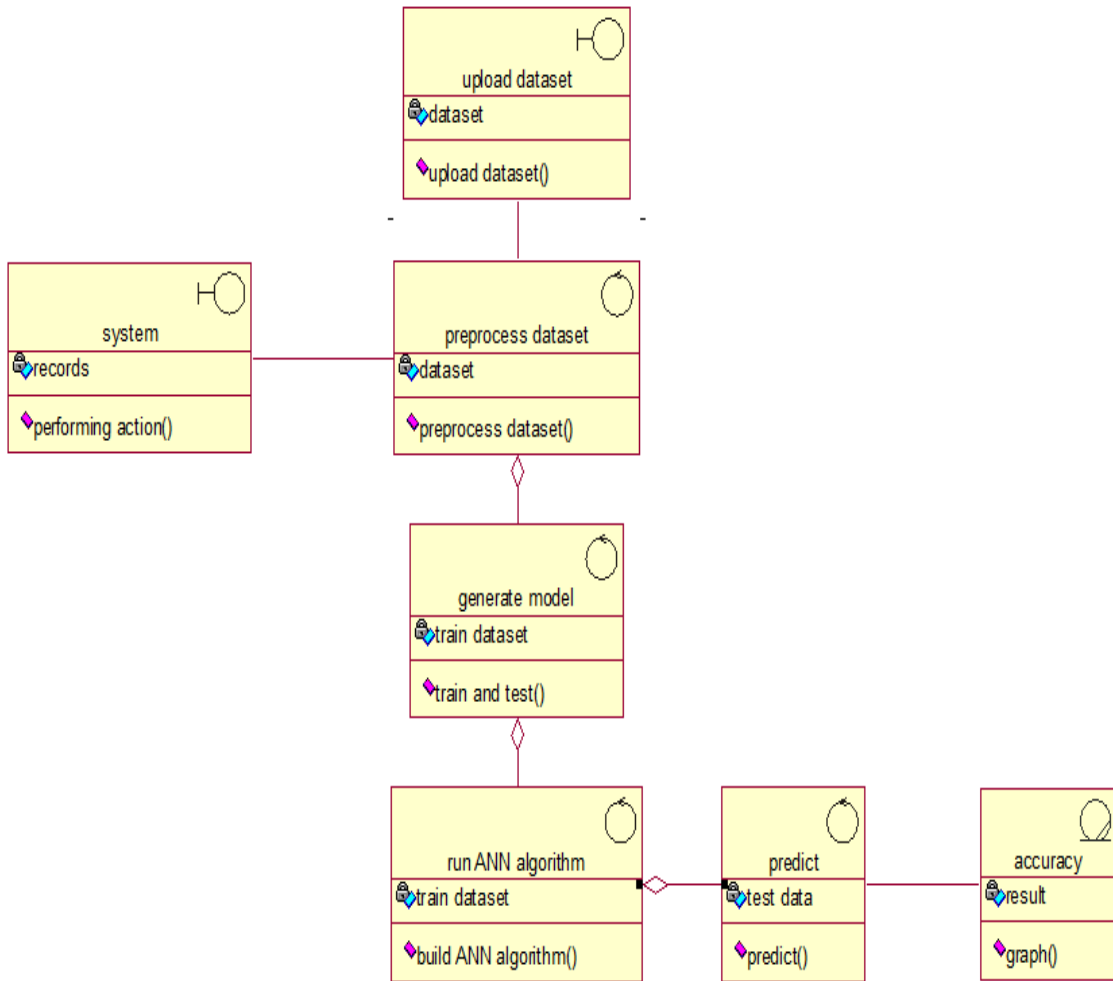 upload dataset
dataset
upload dataset()
system
records
performing action()
preprocess dataset
dataset
preprocess dataset()
generate model
train dataset
train and test()
run ANN algorithm
train dataset
build ANN algorithm()
predict
test data
predict()
accuracy
result
graph()